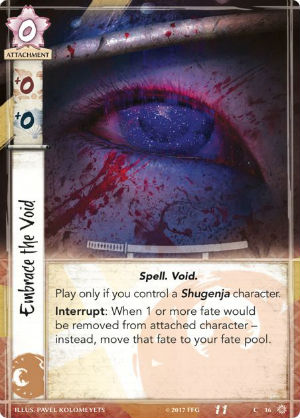 0
ATTACHMENT
+0
+0
Embrace the Void
Spell. Void.
Play only if you control a Shugenja character.
Interrupt: When 1 or more fate would
be removed from attached character –
instead, move that fate to your fate pool.
ILLUS. PAVEL KOLOMEYETS
© 2017 FFG
11
C
16